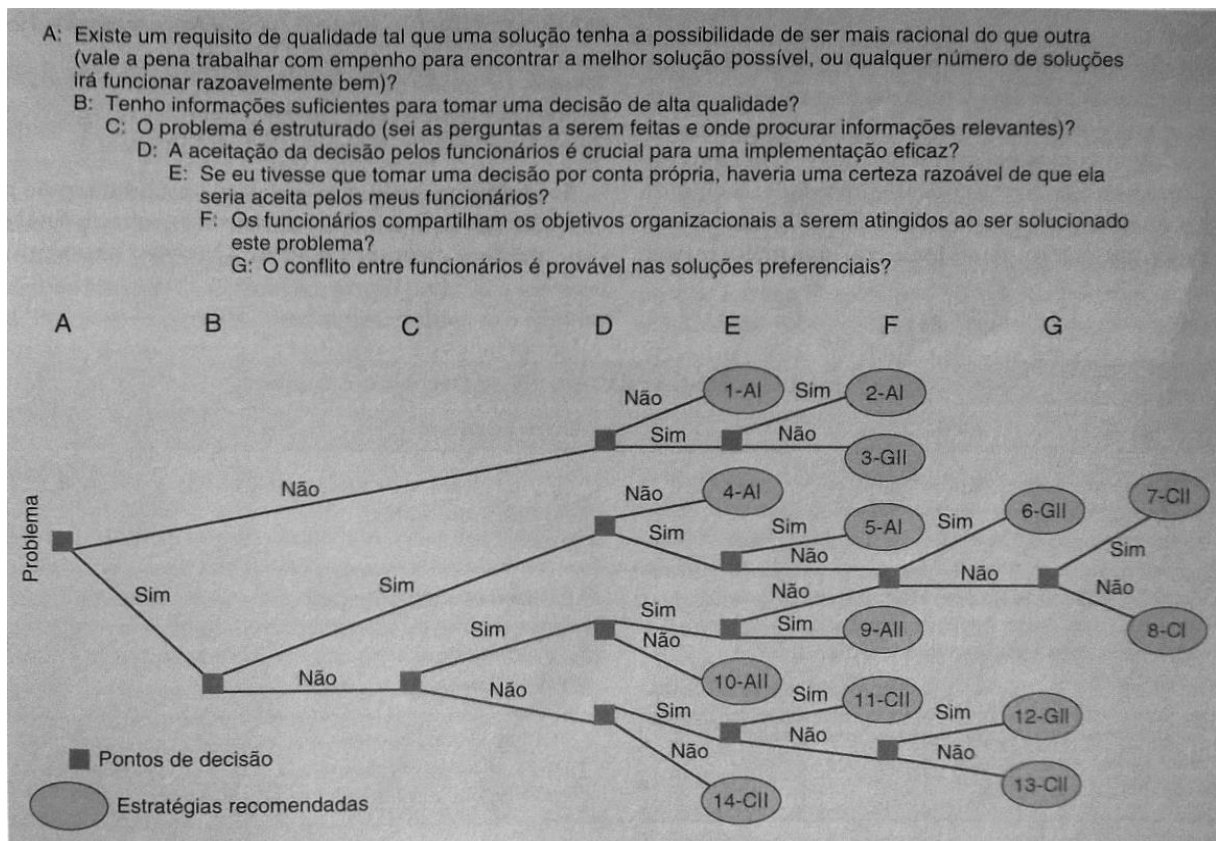 A: Existe um requisito de qualidade tal que uma solução tenha a possibilidade de ser mais racional do que outra
(vale a pena trabalhar com empenho para encontrar a melhor solução possível, ou qualquer número de soluções
irá funcionar razoavelmente bem)?
B: Tenho informações suficientes para tomar uma decisão de alta qualidade?
C: O problema é estruturado (sei as perguntas a serem feitas e onde procurar informações relevantes)?
D: A aceitação da decisão pelos funcionários é crucial para uma implementação eficaz?
E: Se eu tivesse que tomar uma decisão por conta própria, haveria uma certeza razoável de que ela
seria aceita pelos meus funcionários?
F: Os funcionários compartilham os objetivos organizacionais a serem atingidos ao ser solucionado
este problema?
G: O conflito entre funcionários é provável nas soluções preferenciais?
A B C D E F G
Não 1-AI Sim 2-AI
Sim Não
3-GII
Não
Não 4-AI
6-GII 7-CII
Sim Sim 5-AI Sim
Não
Sim
Problema
Sim
Sim
Não
Não
Não
Sim
Sim
Sim 9-AII
8-CI
Não
Não
Não
10-AII
Sim
11-CII
Sim
Sim
12-GII
Não
Não
Não
13-CII
14-CII
Pontos de decisão
Estratégias recomendadas